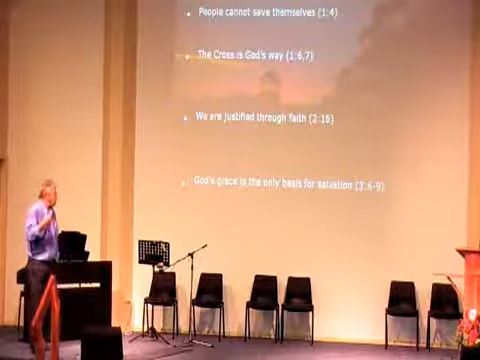 • People cannot save themselves (1:4)
• The Cross is God's way (1:6,7)
• We are justified through faith (2:16)
• God's grace is the only basis for salvation (3:6-9)